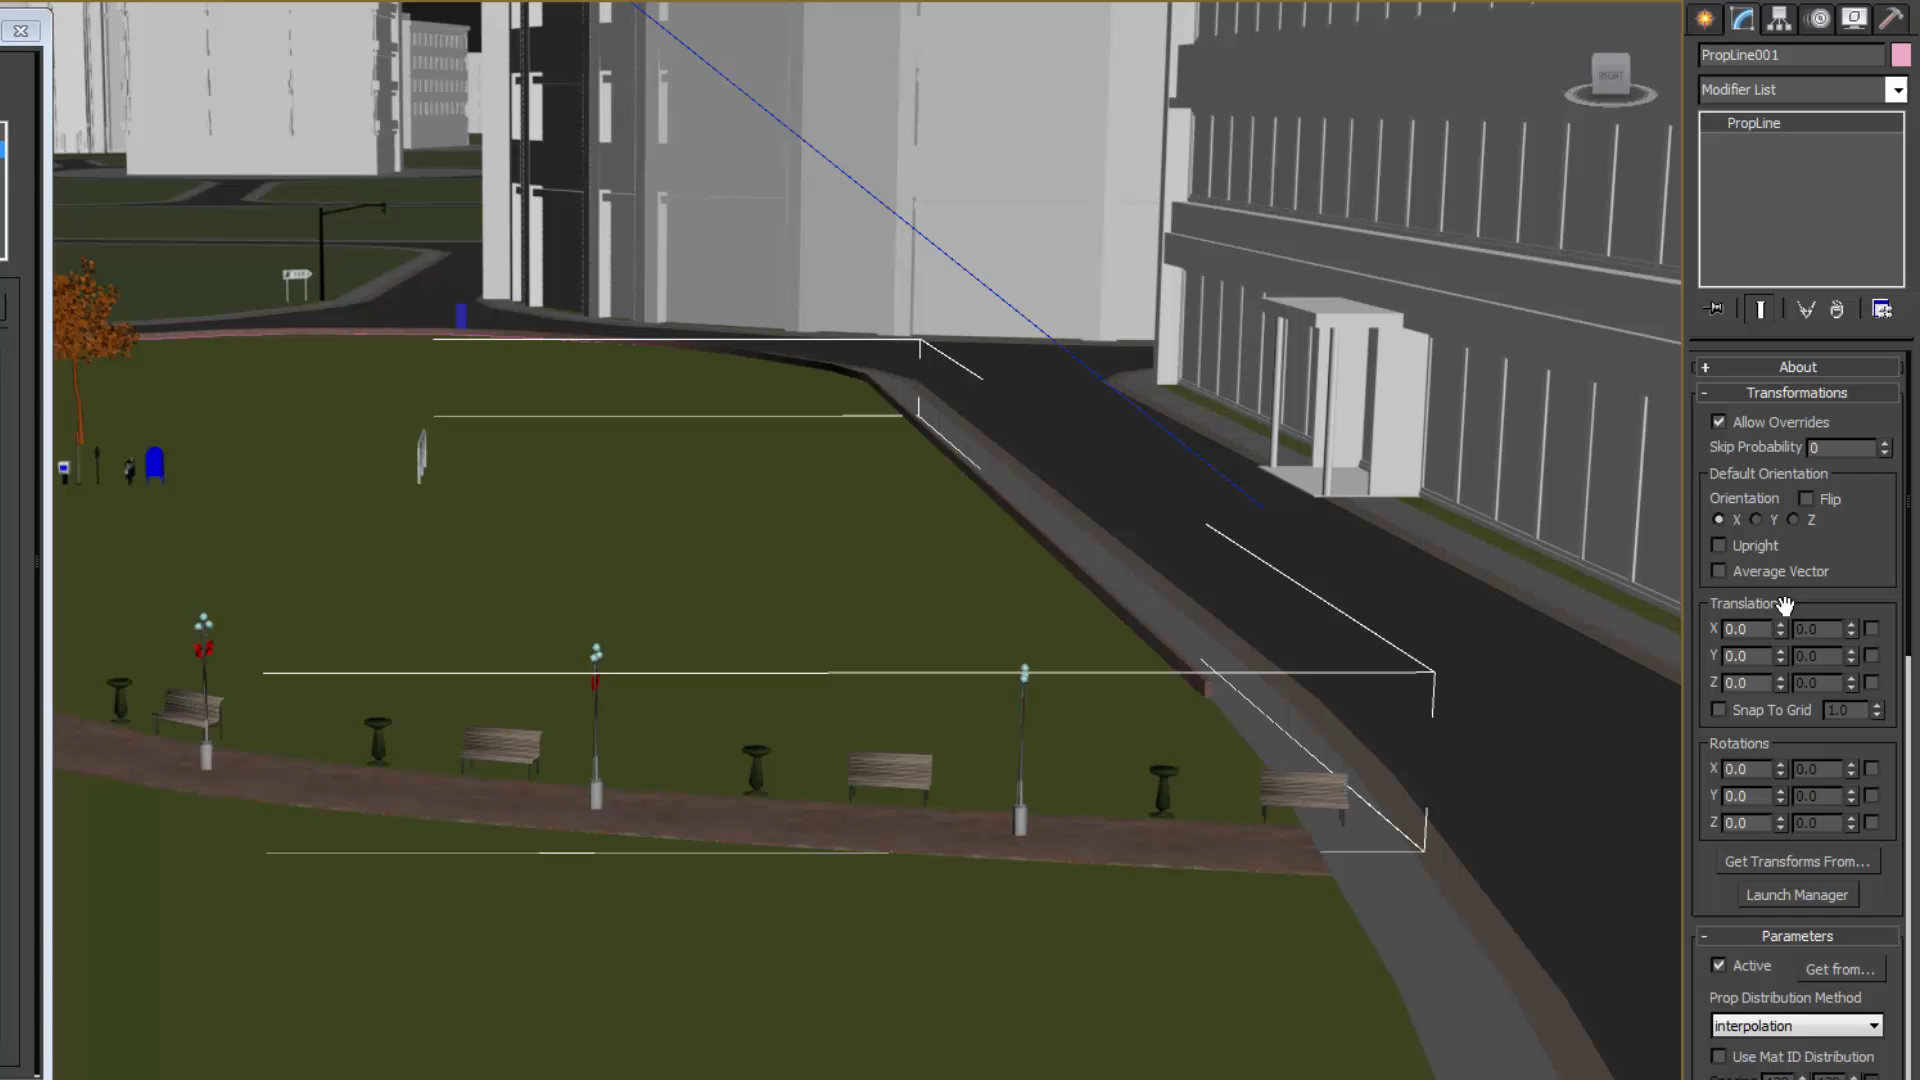 PropLine001
RIGHT
Modifier List
PropLine
+ About
- Transformations
Allow Overrides
Skip Probability 0
Default Orientation
Orientation Flip
X Y Z
Upright
Average Vector
Translation
X 0.0 0.0
Y 0.0 0.0
Z 0.0 0.0
Snap To Grid 1.0
Rotations
X 0.0 0.0
Y 0.0 0.0
Z 0.0 0.0
Get Transforms From...
Launch Manager
- Parameters
Active Get from...
Prop Distribution Method
interpolation
Use Mat ID Distribution